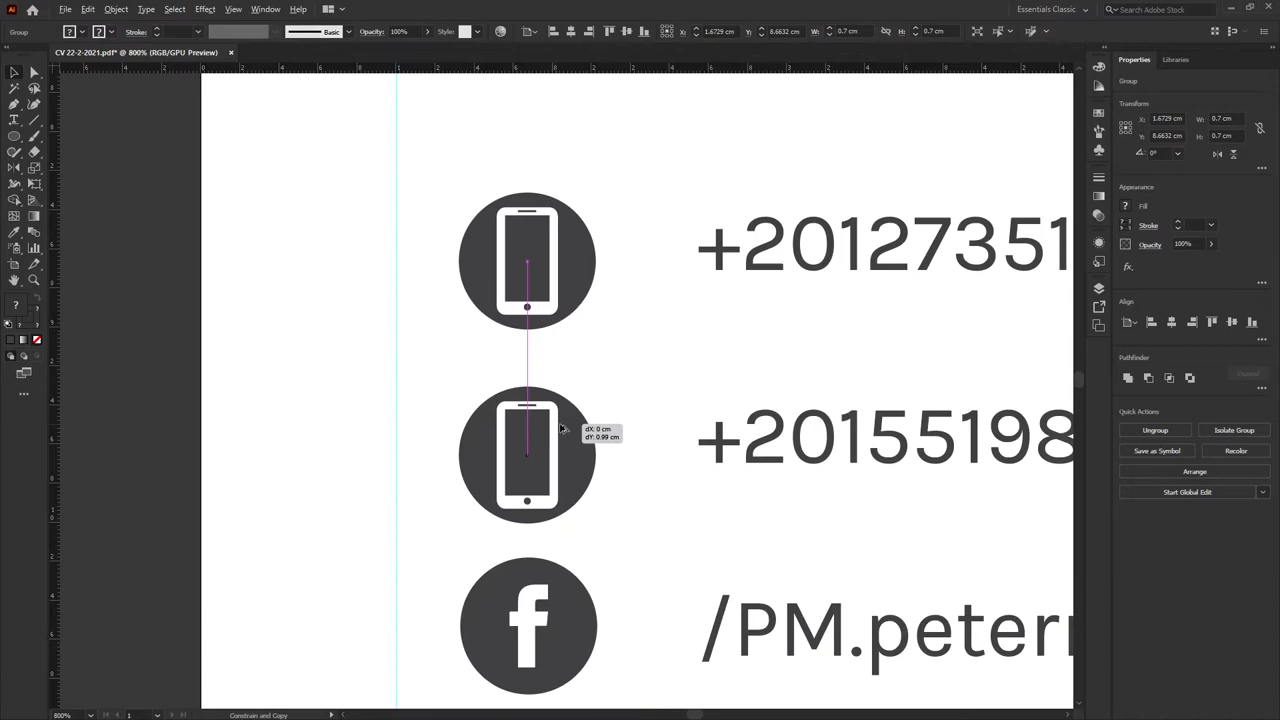 Ai File Edit Object Type Select Effect View Window Help Essentials Classic Search Adobe Stock
Group ? ? Stroke: Basic Opacity: 100% Style: X: 1.6729 cm Y: 8.6632 cm W: 0.7 cm H: 0.7 cm
CV 22-2-2021.pdf* @ 800% (RGB/GPU Preview)
Properties Libraries
Group
Transform
X: 1.6729 cm W: 0.7 cm
Y: 8.6632 cm H: 0.7 cm
0°
Appearance
? Fill
Stroke
Opacity 100%
fx.
Align
Pathfinder
Expand
Quick Actions
Ungroup Isolate Group
Save as Symbol Recolor
Arrange
Start Global Edit
+20127351
+20155198
dX: 0 cm
dY: 0.99 cm
f
/PM.peter
800% 1 Constrain and Copy